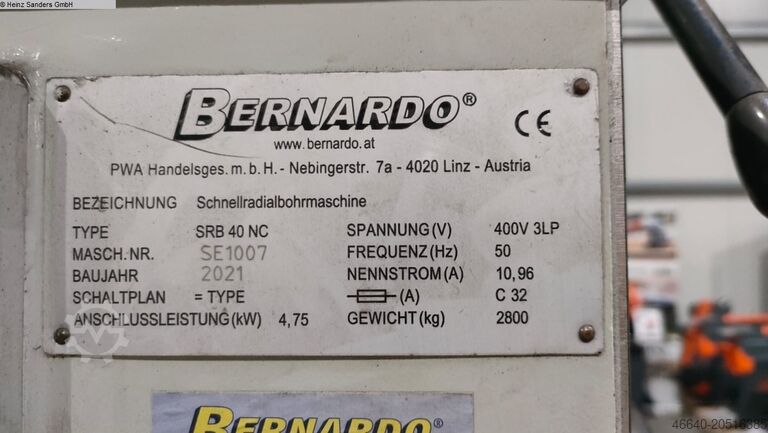 © Heinz Sanders GmbH
BERNARDO®
CE
www.bernardo.at
PWA Handelsges.m.b.H.- Nebingerstr. 7a - 4020 Linz - Austria
BEZEICHNUNG Schnellradialbohrmaschine
TYPE SRB 40 NC SPANNUNG(V) 400V 3LP
MASCH.NR. SE1007 FREQUENZ(Hz) 50
BAUJAHR 2021 NENNSTROM(A) 10,96
SCHALTPLAN = TYPE (A) C 32
ANSCHLUSSLEISTUNG(kW) 4,75 GEWICHT(kg) 2800
BERNARDO®
46640-20516385